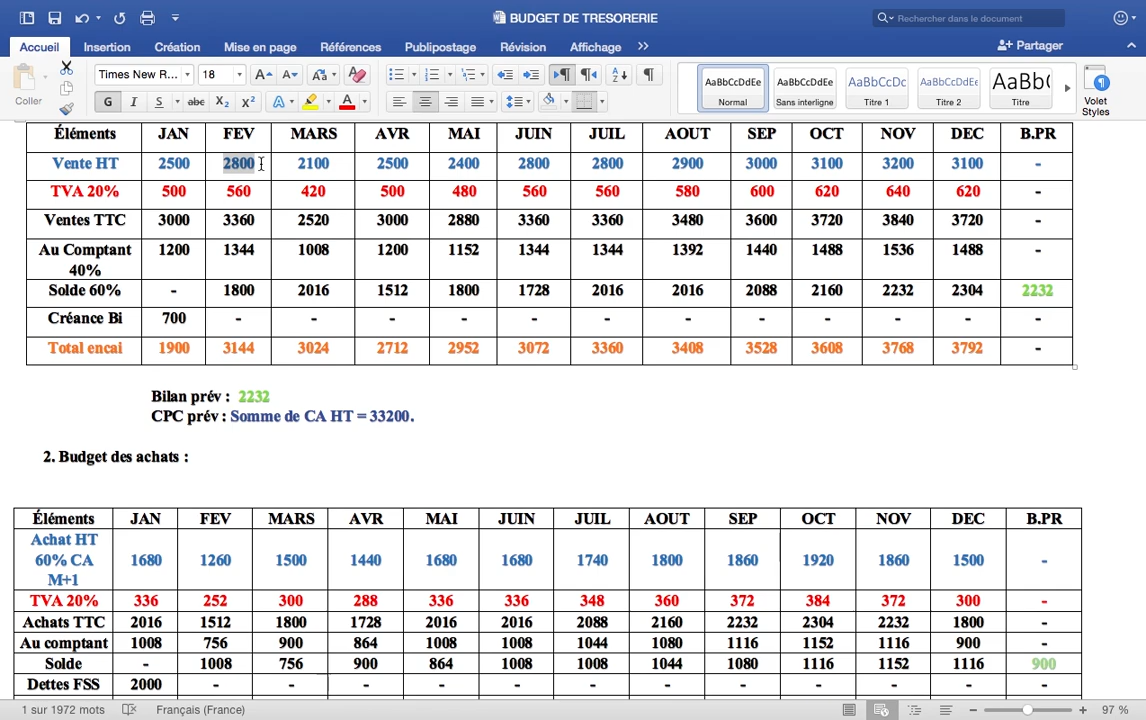 BUDGET DE TRESORERIE
Rechercher dans le document
Accueil Insertion Création Mise en page Références Publipostage Révision Affichage >> Partager
Coller
Times New R... 18
G I S abc X₂ X²
AaBbCcDdEe AaBbCcDdEe AaBbCcDc AaBbCcDdEe AaBb(
Normal Sans interligne Titre 1 Titre 2 Titre
Volet
Styles
Éléments JAN FEV MARS AVR MAI JUIN JUIL AOUT SEP OCT NOV DEC B.PR
Vente HT 2500 2800 2100 2500 2400 2800 2800 2900 3000 3100 3200 3100 -
TVA 20% 500 560 420 500 480 560 560 580 600 620 640 620 -
Ventes TTC 3000 3360 2520 3000 2880 3360 3360 3480 3600 3720 3840 3720 -
Au Comptant 1200 1344 1008 1200 1152 1344 1344 1392 1440 1488 1536 1488 -
40%
Solde 60% - 1800 2016 1512 1800 1728 2016 2016 2088 2160 2232 2304 2232
Créance Bi 700 - - - - - - - - - - - -
Total encai 1900 3144 3024 2712 2952 3072 3360 3408 3528 3608 3768 3792 -
Bilan prév : 2232
CPC prév : Somme de CA HT = 33200.
2. Budget des achats :
Éléments JAN FEV MARS AVR MAI JUIN JUIL AOUT SEP OCT NOV DEC B.PR
Achat HT
60% CA 1680 1260 1500 1440 1680 1680 1740 1800 1860 1920 1860 1500 -
M+1
TVA 20% 336 252 300 288 336 336 348 360 372 384 372 300 -
Achats TTC 2016 1512 1800 1728 2016 2016 2088 2160 2232 2304 2232 1800 -
Au comptant 1008 756 900 864 1008 1008 1044 1080 1116 1152 1116 900 -
Solde - 1008 756 900 864 1008 1008 1044 1080 1116 1152 1116 900
Dettes FSS 2000 - - - - - - - - - - - -
1 sur 1972 mots Français (France) 97 %